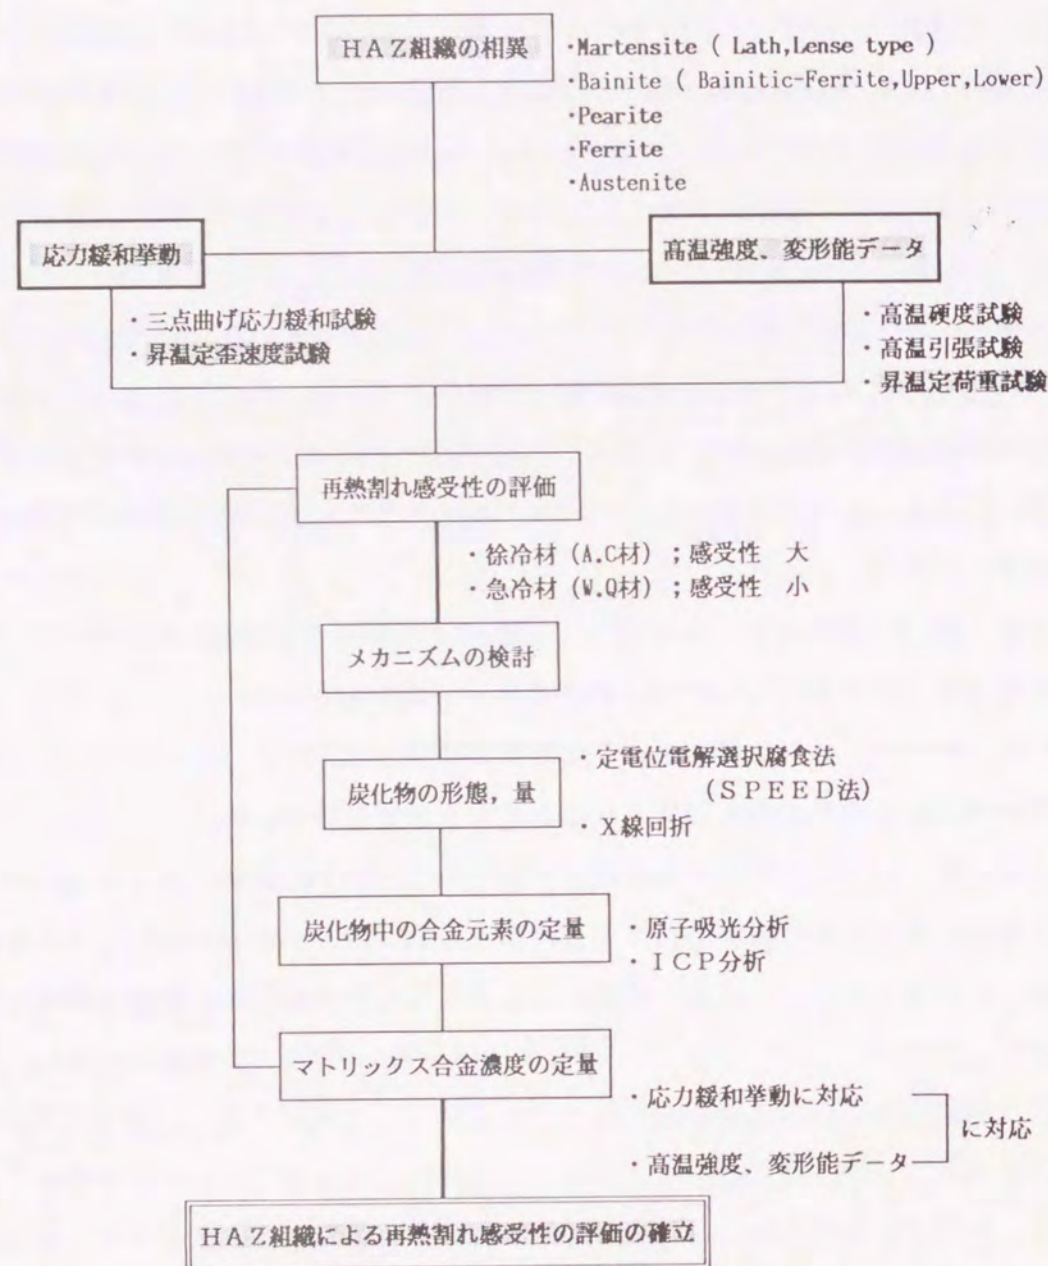 HAZ組織の相異
・Martensite ( Lath,Lense type )
・Bainite ( Bainitic-Ferrite,Upper,Lower)
・Pearite
・Ferrite
・Austenite
応力緩和挙動
高温強度、変形能データ
・三点曲げ応力緩和試験
・昇温定歪速度試験
・高温硬度試験
・高温引張試験
・昇温定荷重試験
再熱割れ感受性の評価
・徐冷材 (A.C材) ;感受性 大
・急冷材 (W.Q材) ;感受性 小
メカニズムの検討
炭化物の形態，量
・定電位電解選択腐食法
(SPEED法)
・X線回折
炭化物中の合金元素の定量
・原子吸光分析
・ICP分析
マトリックス合金濃度の定量
・応力緩和挙動に対応
・高温強度、変形能データ
に対応
HAZ組織による再熱割れ感受性の評価の確立